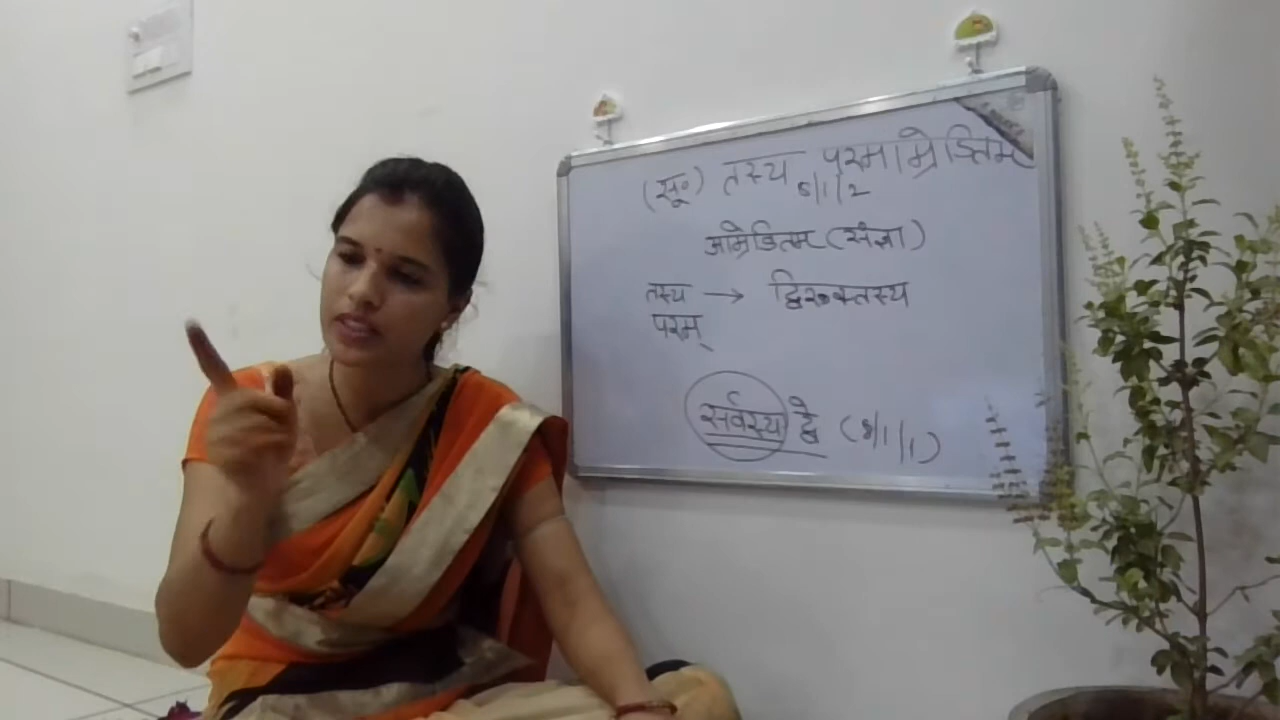 (सू॰) तस्य परमाम्रेडितम्
8/1/2
आम्रेडितम् (संज्ञा)
तस्य → द्विरुक्तस्य
परम्
सर्वस्य द्वे (8/1/1)